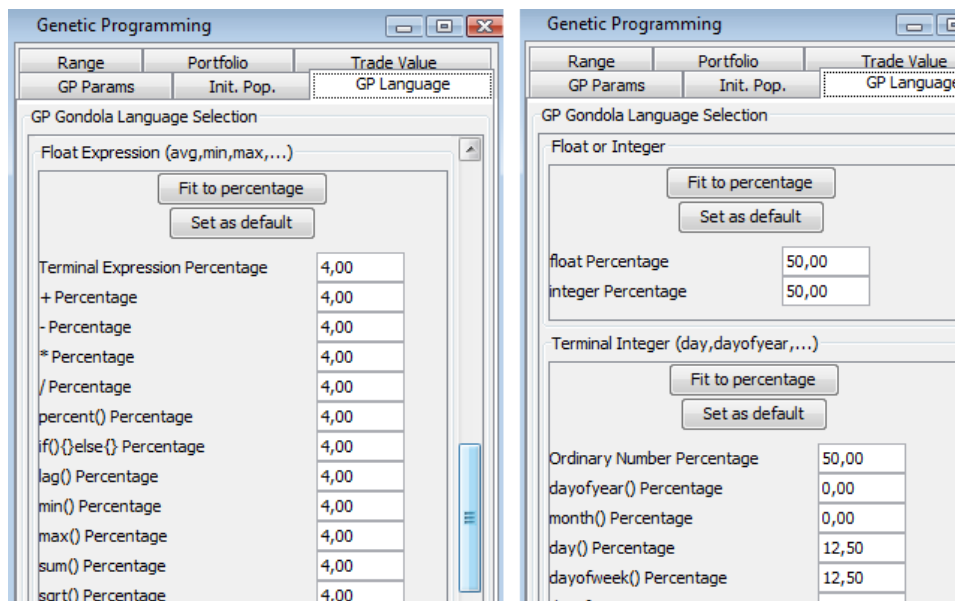 Genetic Programming
Range Portfolio Trade Value
GP Params Init. Pop. GP Language
GP Gondola Language Selection
Float Expression (avg,min,max,...)
Fit to percentage
Set as default
Terminal Expression Percentage 4,00
+ Percentage 4,00
- Percentage 4,00
* Percentage 4,00
/ Percentage 4,00
percent() Percentage 4,00
if(){}else{} Percentage 4,00
lag() Percentage 4,00
min() Percentage 4,00
max() Percentage 4,00
sum() Percentage 4,00
sqrt() Percentage 4,00
Genetic Programming
Range Portfolio Trade Value
GP Params Init. Pop. GP Language
GP Gondola Language Selection
Float or Integer
Fit to percentage
Set as default
float Percentage 50,00
integer Percentage 50,00
Terminal Integer (day,dayofyear,...)
Fit to percentage
Set as default
Ordinary Number Percentage 50,00
dayofyear() Percentage 0,00
month() Percentage 0,00
day() Percentage 12,50
dayofweek() Percentage 12,50